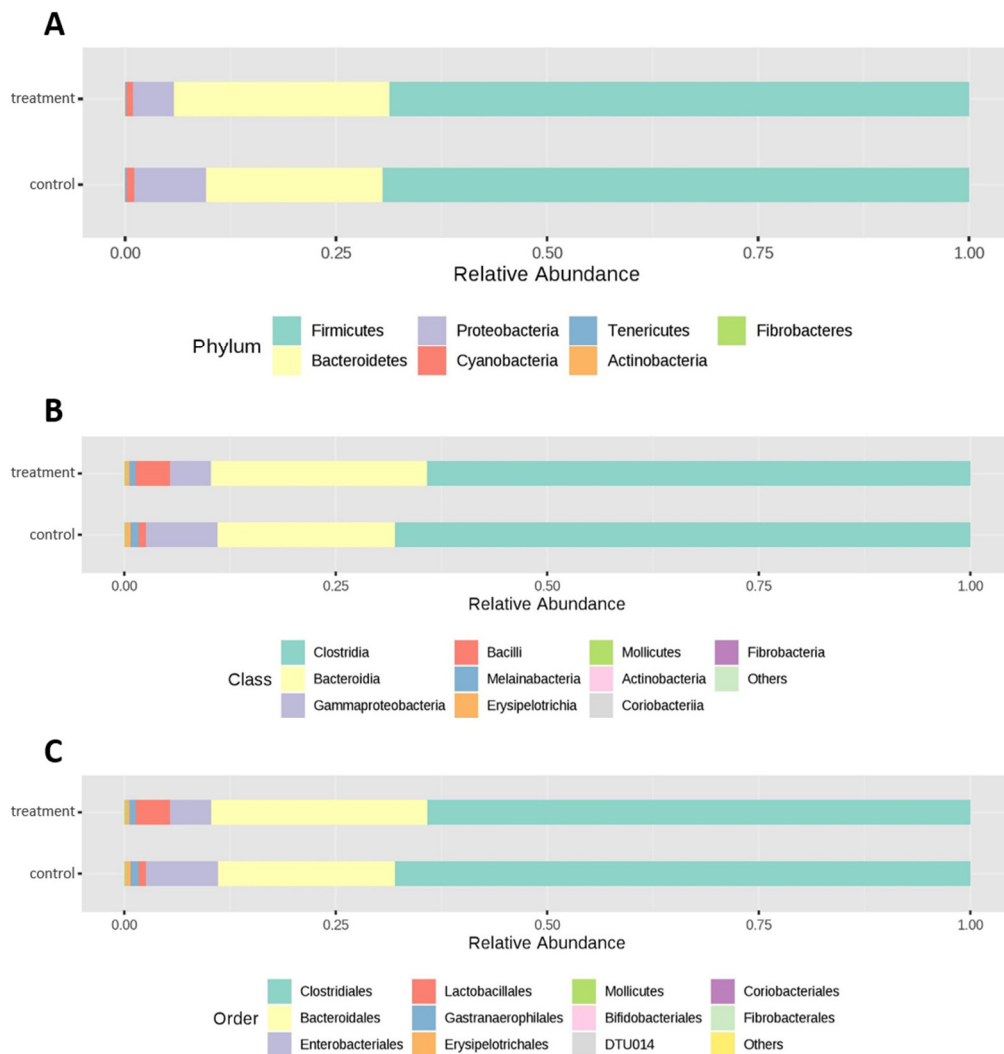 A
treatment
control
0.00 0.25 0.50 0.75 1.00
Relative Abundance
Phylum
Firmicutes Proteobacteria Tenericutes Fibrobacteres
Bacteroidetes Cyanobacteria Actinobacteria
B
treatment
control
0.00 0.25 0.50 0.75 1.00
Relative Abundance
Class
Clostridia Bacilli Mollicutes Fibrobacteria
Bacteroidia Melainabacteria Actinobacteria Others
Gammaproteobacteria Erysipelotrichia Coriobacteriia
C
treatment
control
0.00 0.25 0.50 0.75 1.00
Relative Abundance
Order
Clostridiales Lactobacillales Mollicutes Coriobacteriales
Bacteroidales Gastranaerophilales Bifidobacteriales Fibrobacterales
Enterobacteriales Erysipelotrichales DTU014 Others